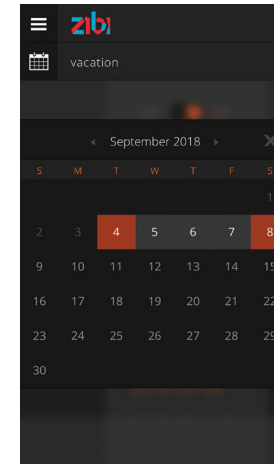 zibi
vacation
September 2018
S M T W T F S
1
2 3 4 5 6 7 8
9 10 11 12 13 14 15
16 17 18 19 20 21 22
23 24 25 26 27 28 29
30